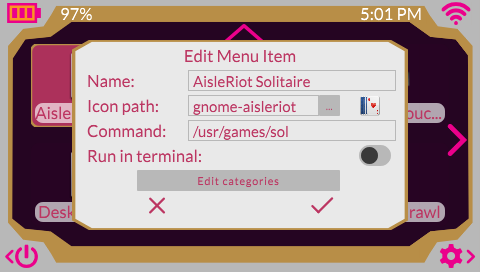 97%
5:01 PM
Edit Menu Item
Name: AisleRiot Solitaire
Icon path: gnome-aisleriot ...
Command: /usr/games/sol
Run in terminal:
Edit categories
Aisle
ouc...
Desk
rawl